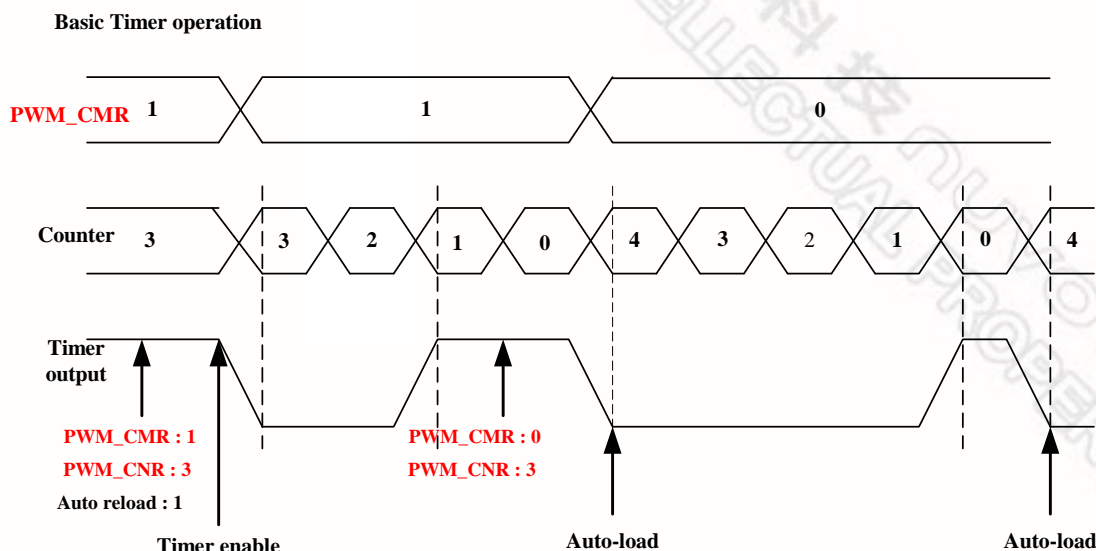 Basic Timer operation
PWM_CMR 1 1 0
Counter 3 3 2 1 0 4 3 2 1 0 4
Timer
output
PWM_CMR : 1
PWM_CNR : 3
Auto reload : 1
PWM_CMR : 0
PWM_CNR : 3
Timer enable
Auto-load
Auto-load
科 技